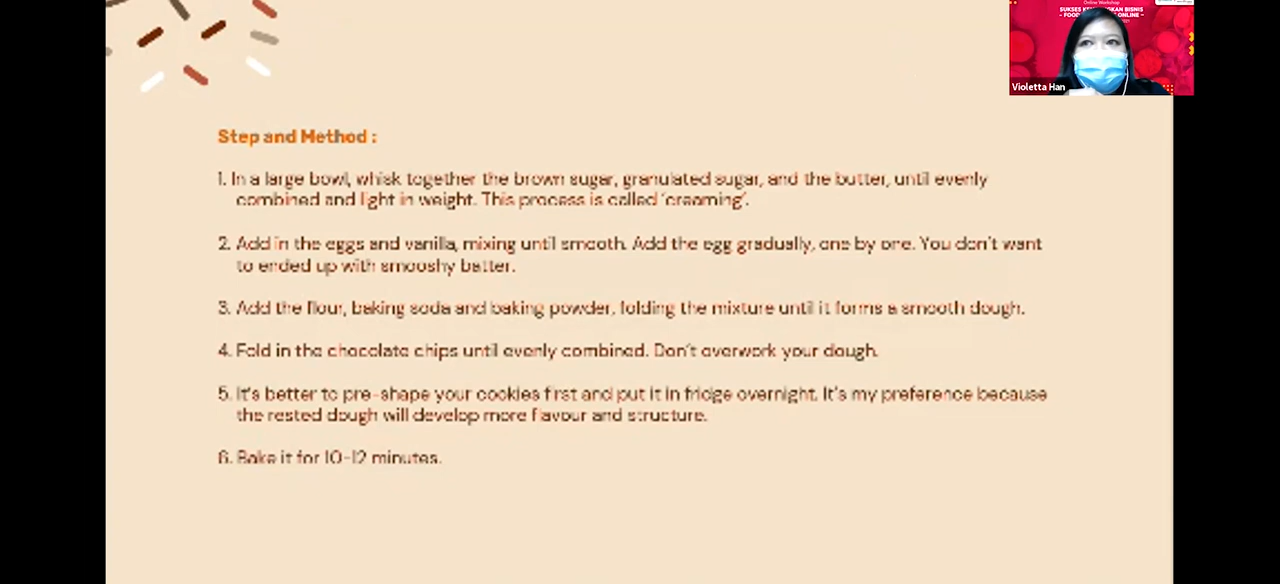 Online Workshop
SUKSES
BISNIS
- FOOD
ONLINE -
Violetta Han
Step and Method :
1. In a large bowl, whisk together the brown sugar, granulated sugar, and the butter, until evenly
combined and light in weight. This process is called 'creaming'.
2. Add in the eggs and vanilla, mixing until smooth. Add the egg gradually, one by one. You don't want
to ended up with smooshy batter.
3. Add the flour, baking soda and baking powder, folding the mixture until it forms a smooth dough.
4. Fold in the chocolate chips until evenly combined. Don't overwork your dough.
5. It's better to pre-shape your cookies first and put it in fridge overnight. It's my preference because
the rested dough will develop more flavour and structure.
6. Bake it for 10-12 minutes.